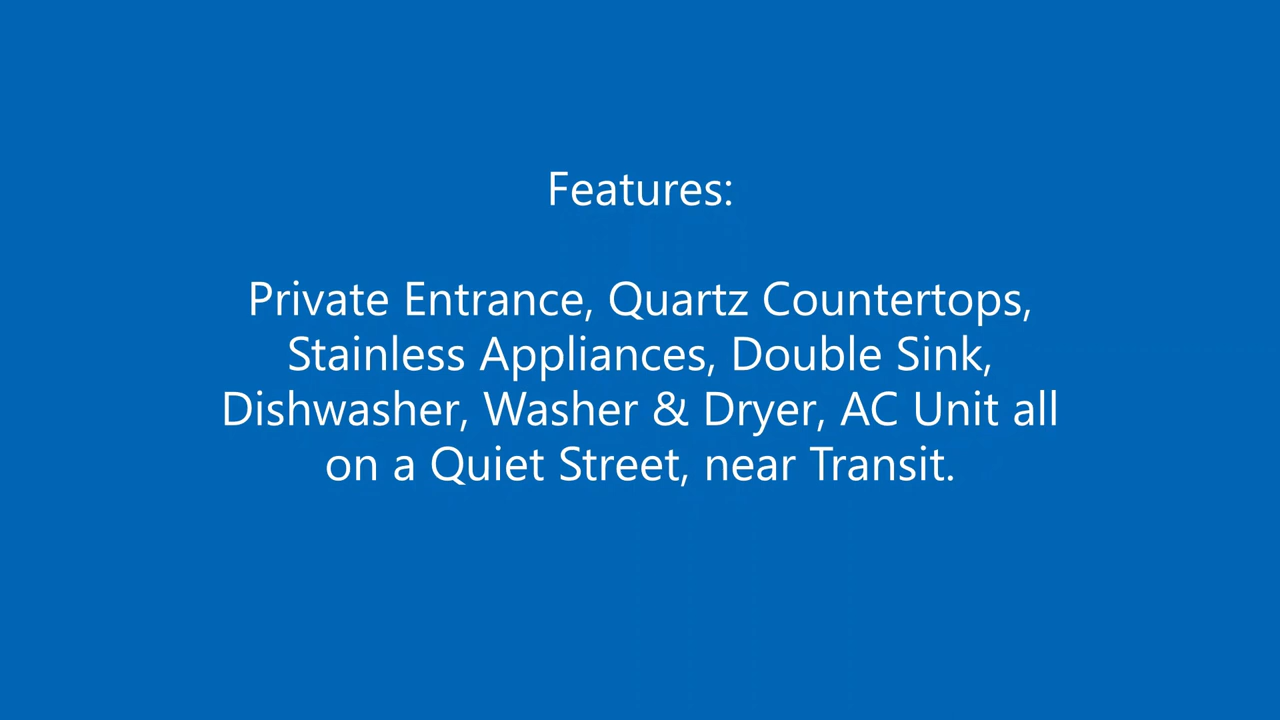 Features:
Private Entrance, Quartz Countertops,
Stainless Appliances, Double Sink,
Dishwasher, Washer & Dryer, AC Unit all
on a Quiet Street, near Transit.